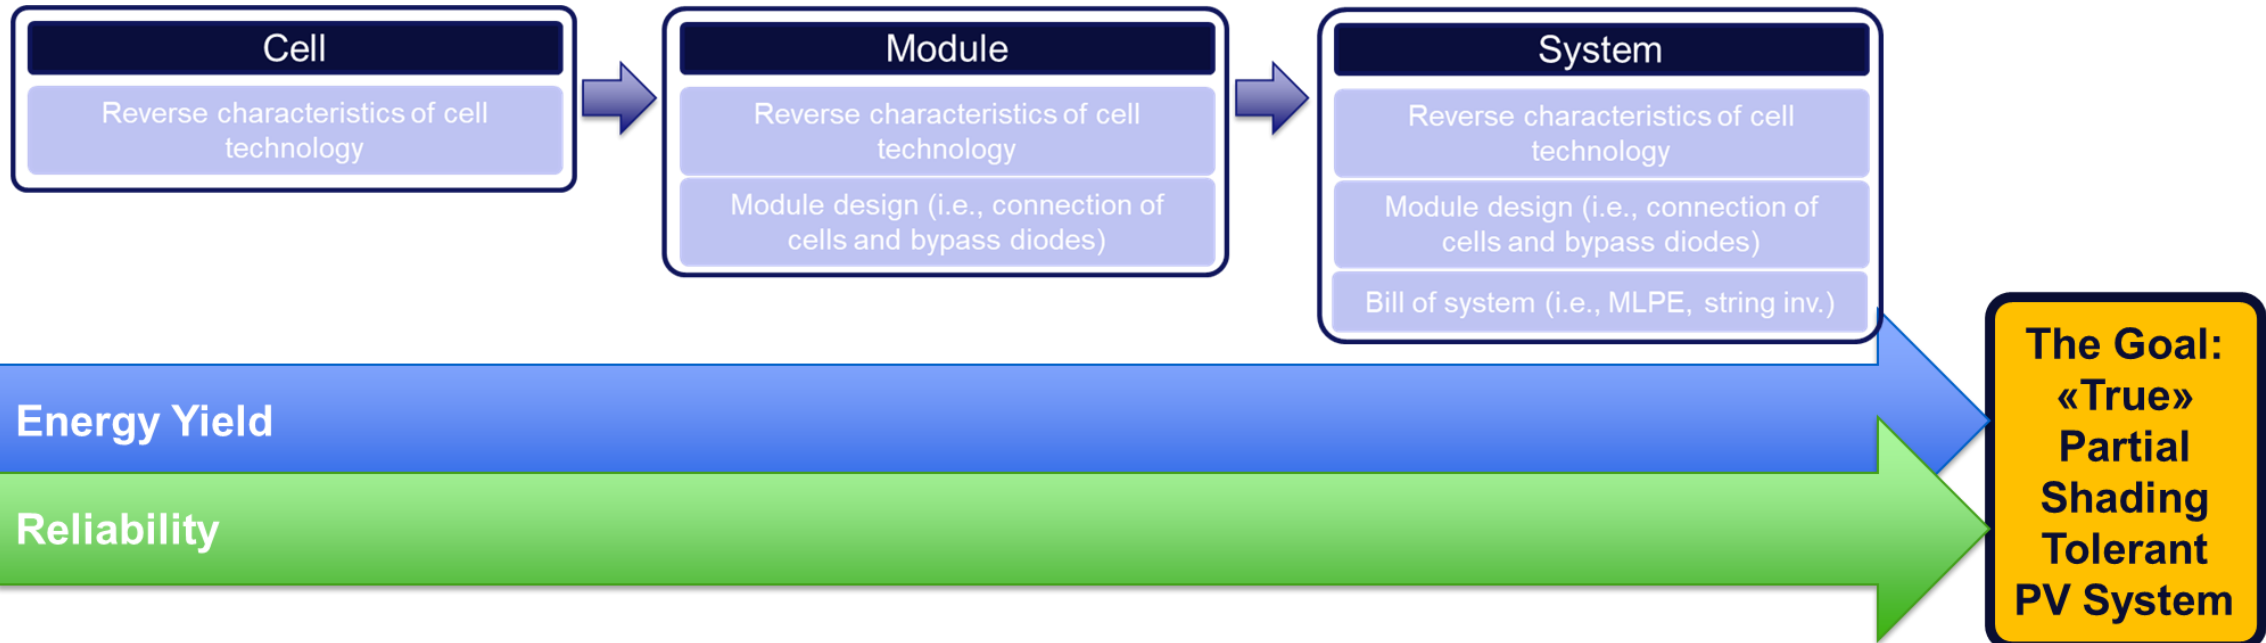 Cell
Reverse characteristics of cell
technology
Module
Reverse characteristics of cell
technology
Module design (i.e., connection of
cells and bypass diodes)
System
Reverse characteristics of cell
technology
Module design (i.e., connection of
cells and bypass diodes)
Bill of system (i.e., MLPE, string inv.)
Energy Yield
Reliability
The Goal:
«True»
Partial
Shading
Tolerant
PV System